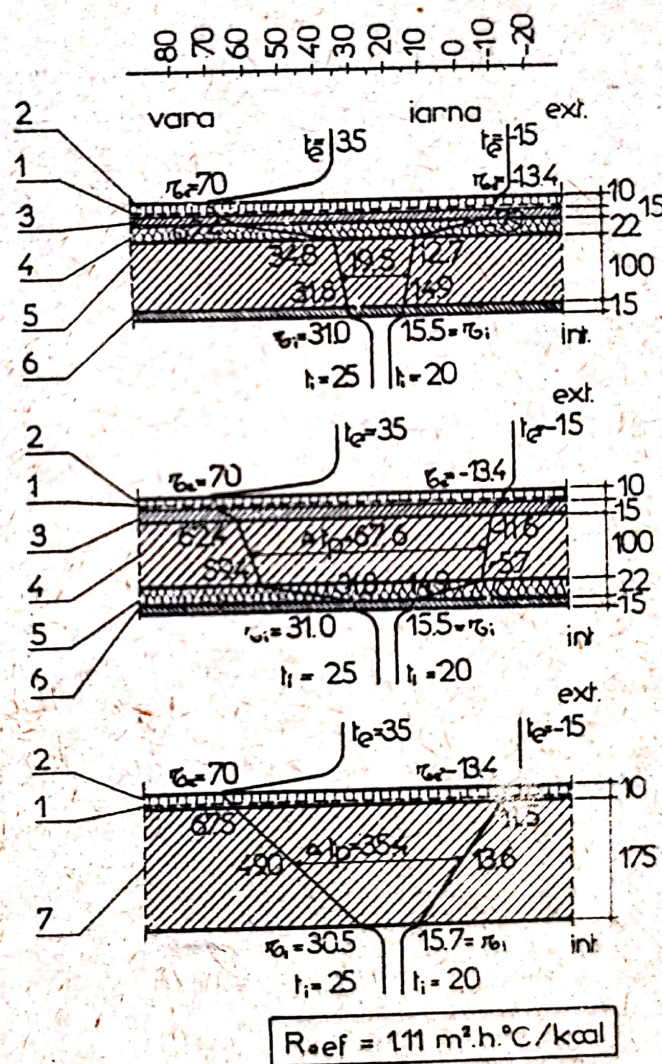 80 70 60 50 40 30 20 10 0 -10 -20
vara iarna ext.
2
te=35 te=-15
1
τe=70 τe=-13.4
10
3
15
22
4
34.8 19.5 12.7
100
5
31.8 14.9
15
6
τi=31.0 15.5=τi int.
ti=25 ti=20
ext.
2
te=35 te=-15
1
τe=70 τe=-13.4
10
15
3
62.4 Δtp=67.6 -11.6
100
4
59.4 -5.7
22
5
31.9 14.9
15
6
τi=31.0 15.5=τi int
ti=25 ti=20
ext.
2
te=35 te=-15
1
τe=70 τe=-13.4
10
67.5
49.0 Δtp=35.4 13.6
175
7
τi=30.5 15.7=τi int
ti=25 ti=20
Roef = 1.11 m².h.°C/kcal